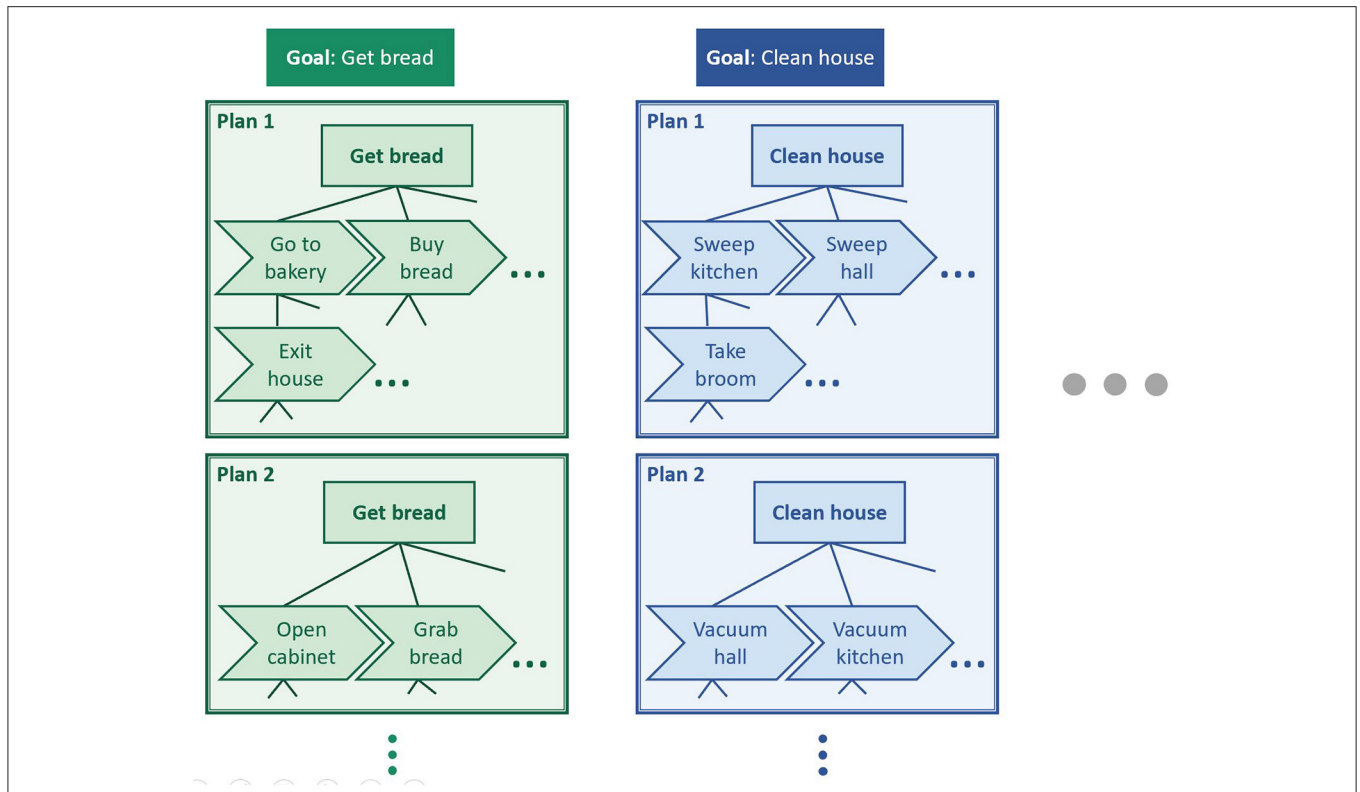 Goal: Get bread
Plan 1
Get bread
Go to
bakery
Buy
bread
...
Exit
house
...
Plan 2
Get bread
Open
cabinet
Grab
bread
...
Goal: Clean house
Plan 1
Clean house
Sweep
kitchen
Sweep
hall
...
Take
broom
...
Plan 2
Clean house
Vacuum
hall
Vacuum
kitchen
...